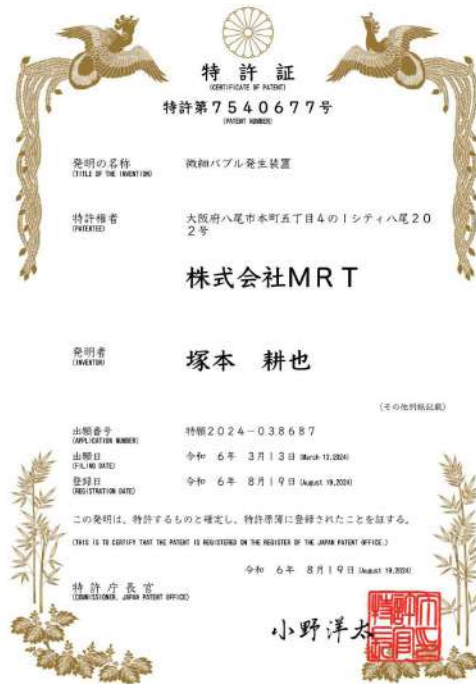 特許証
(CERTIFICATE OF PATENT)
特許第7540677号
(PATENT NUMBER)
発明の名称
(TITLE OF THE INVENTION)
微細バブル発生装置
特許権者
(PATENTEE)
大阪府八尾市本町五丁目4の1シティ八尾20
2号
株式会社MRT
発明者
(INVENTOR)
塚本 耕也
(その他別紙記載)
出願番号
(APPLICATION NUMBER)
特願2024-038687
出願日
(FILING DATE)
令和 6年 3月13日(March 13,2024)
登録日
(REGISTRATION DATE)
令和 6年 8月19日(August 19,2024)
この発明は、特許するものと確定し、特許原簿に登録されたことを証する。
(THIS IS TO CERTIFY THAT THE PATENT IS REGISTERED ON THE REGISTER OF THE JAPAN PATENT OFFICE.)
令和 6年 8月19日(August 19,2024)
特許庁長官
(COMMISSIONER, JAPAN PATENT OFFICE)
小野洋太